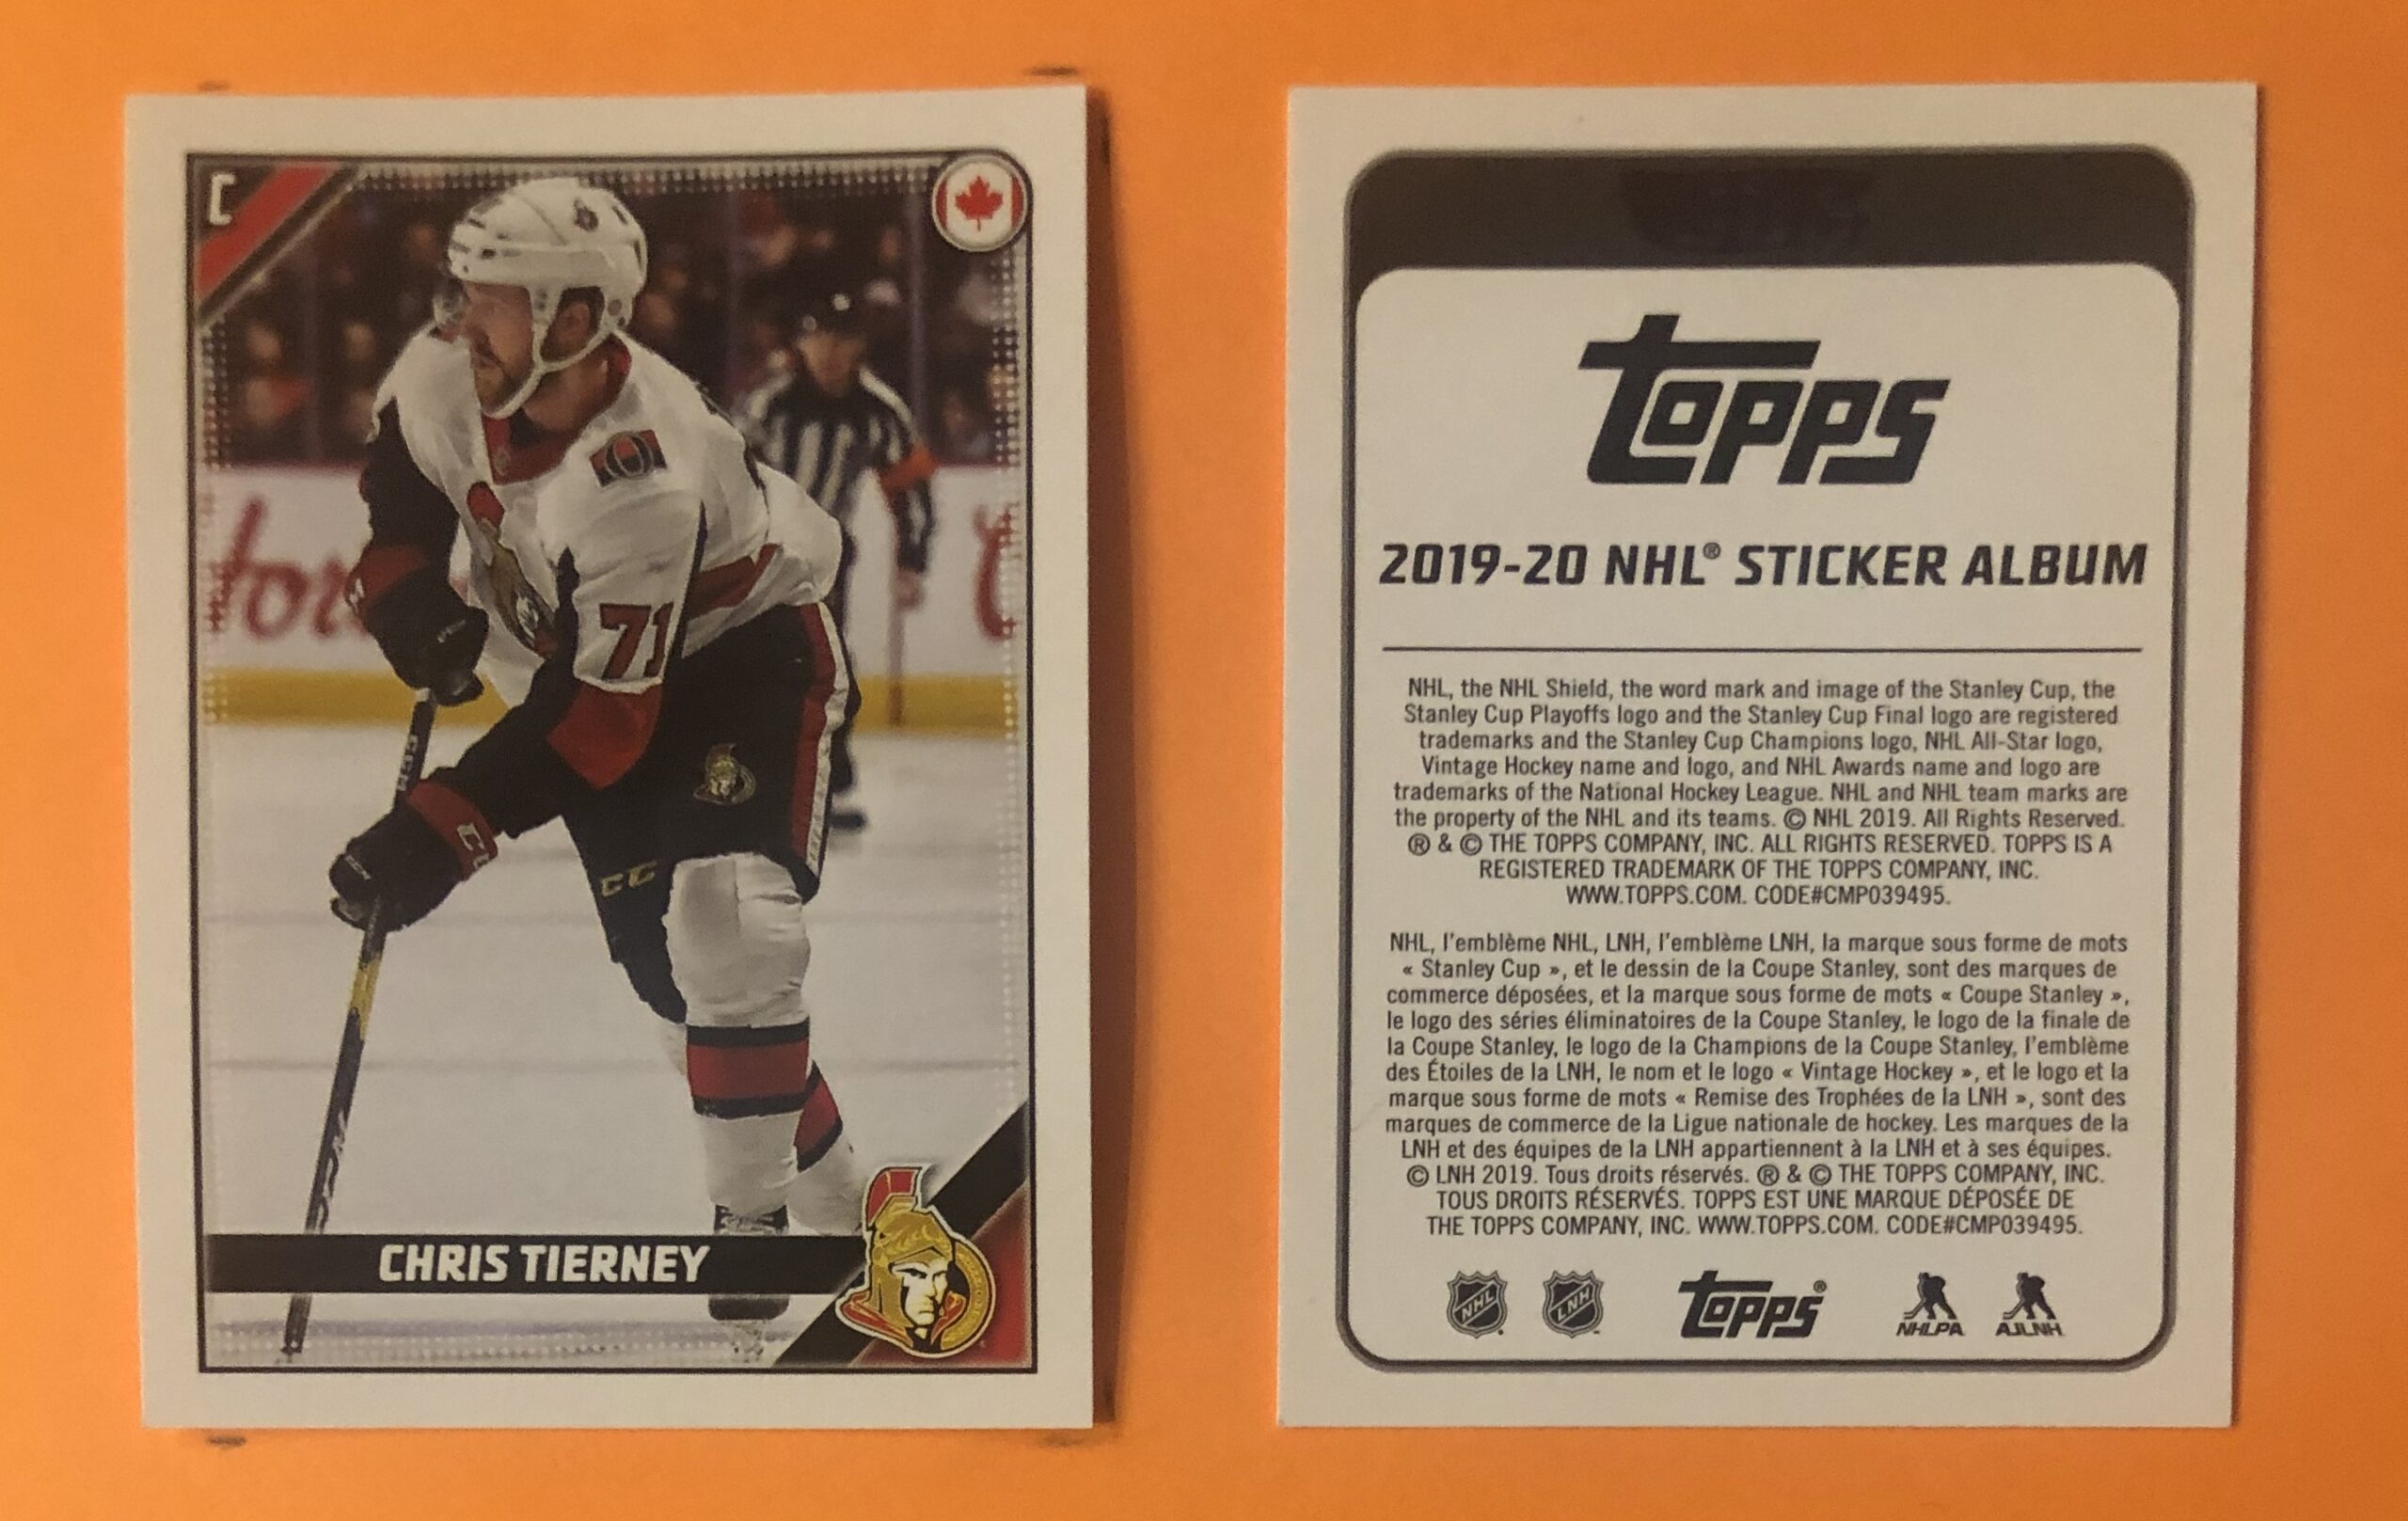 C
71
CCM
CC
CCM
CHRIS TIERNEY
Topps
2019-20 NHL® STICKER ALBUM
NHL, the NHL Shield, the word mark and image of the Stanley Cup, the
Stanley Cup Playoffs logo and the Stanley Cup Final logo are registered
trademarks and the Stanley Cup Champions logo, NHL All-Star logo,
Vintage Hockey name and logo, and NHL Awards name and logo are
trademarks of the National Hockey League. NHL and NHL team marks are
the property of the NHL and its teams. © NHL 2019. All Rights Reserved.
® & © THE TOPPS COMPANY, INC. ALL RIGHTS RESERVED. TOPPS IS A
REGISTERED TRADEMARK OF THE TOPPS COMPANY, INC.
WWW.TOPPS.COM. CODE#CMP039495.
NHL, l'emblème NHL, LNH, l'emblème LNH, la marque sous forme de mots
« Stanley Cup », et le dessin de la Coupe Stanley, sont des marques de
commerce déposées, et la marque sous forme de mots « Coupe Stanley »,
le logo des séries éliminatoires de la Coupe Stanley, le logo de la finale de
la Coupe Stanley, le logo de la Champions de la Coupe Stanley, l'emblème
des Étoiles de la LNH, le nom et le logo « Vintage Hockey », et le logo et la
marque sous forme de mots « Remise des Trophées de la LNH », sont des
marques de commerce de la Ligue nationale de hockey. Les marques de la
LNH et des équipes de la LNH appartiennent à la LNH et à ses équipes.
© LNH 2019. Tous droits réservés. ® & © THE TOPPS COMPANY, INC.
TOUS DROITS RÉSERVÉS. TOPPS EST UNE MARQUE DÉPOSÉE DE
THE TOPPS COMPANY, INC. WWW.TOPPS.COM. CODE#CMP039495.
NHL LNH Topps® NHLPA AJLNH